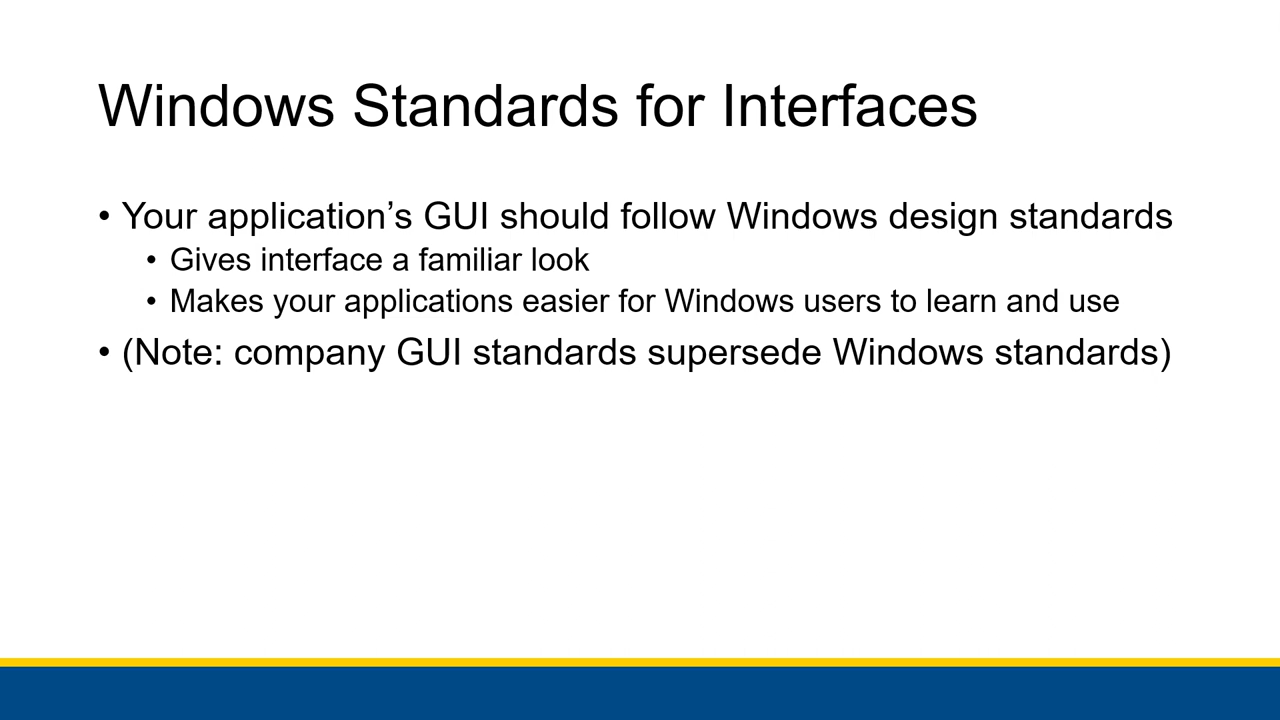 Windows Standards for Interfaces
• Your application’s GUI should follow Windows design standards
• Gives interface a familiar look
• Makes your applications easier for Windows users to learn and use
• (Note: company GUI standards supersede Windows standards)